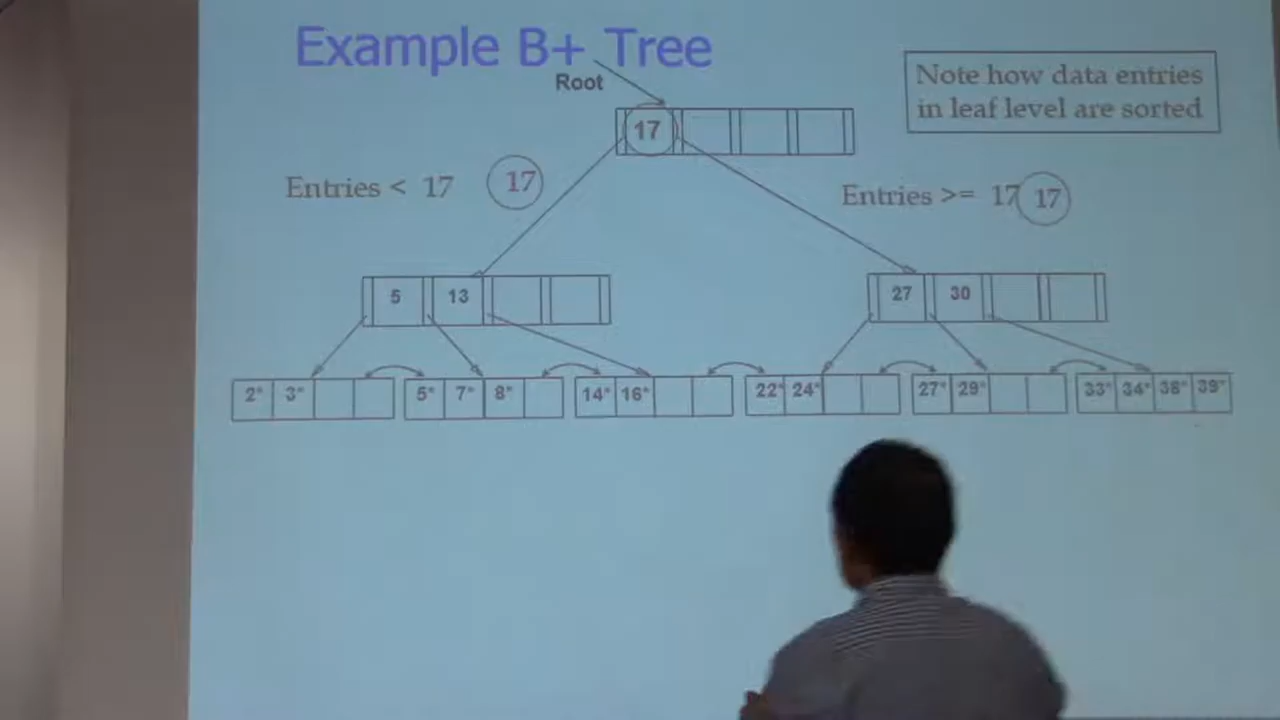 Example B+ Tree
Root
Note how data entries
in leaf level are sorted
17
Entries < 17 17
Entries >= 17 17
5 13
27 30
2* 3* 5* 7* 8* 14* 16* 22* 24* 27* 29* 33* 34* 38* 39*